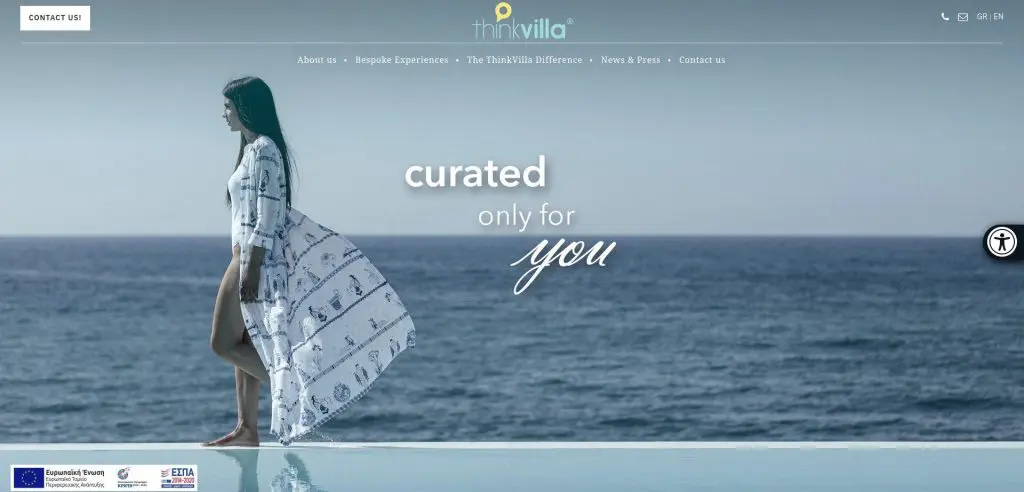 CONTACT US!
thinkvilla®
GR | EN
About us • Bespoke Experiences • The ThinkVilla Difference • News & Press • Contact us
curated
only for
you
Ευρωπαϊκή Ένωση
Ευρωπαϊκό Ταμείο
Περιφερειακής Ανάπτυξης
ΚΡΗΤΗ
ΕΣΠΑ
2014-2020